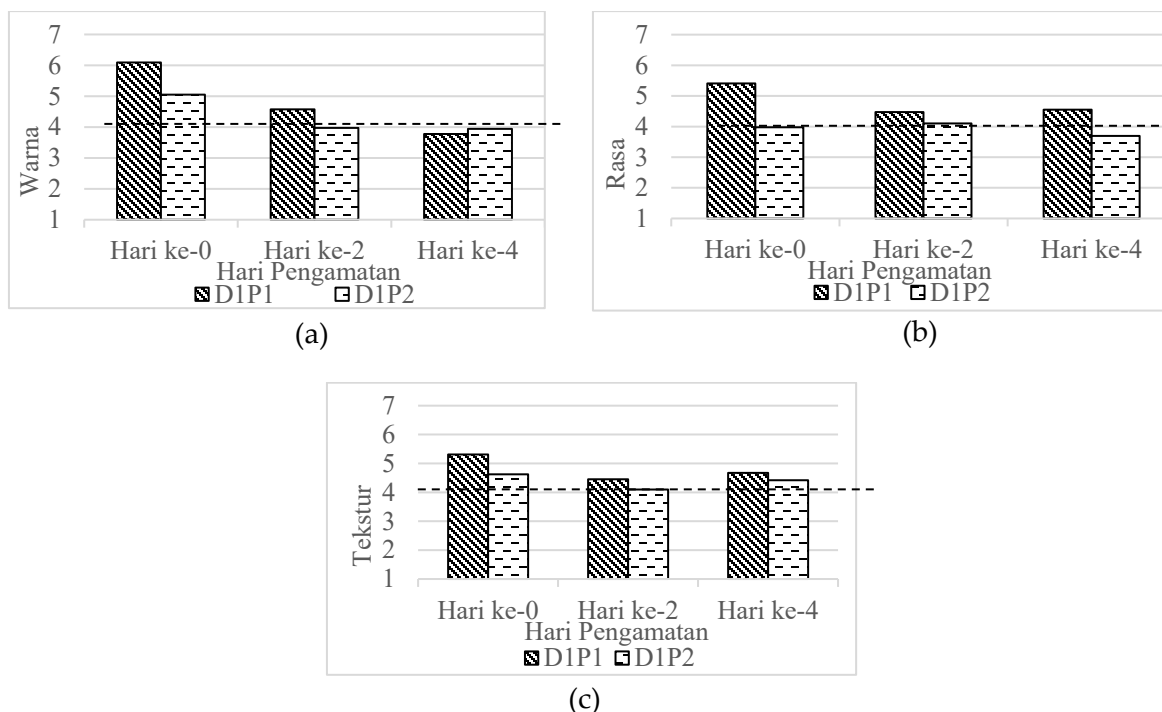 7
6
5
4
3
2
1
Warna
Hari ke-0 Hari ke-2 Hari ke-4
Hari Pengamatan
D1P1 D1P2
(a)
7
6
5
4
3
2
1
Rasa
Hari ke-0 Hari ke-2 Hari ke-4
Hari Pengamatan
D1P1 D1P2
(b)
7
6
5
4
3
2
1
Tekstur
Hari ke-0 Hari ke-2 Hari ke-4
Hari Pengamatan
D1P1 D1P2
(c)